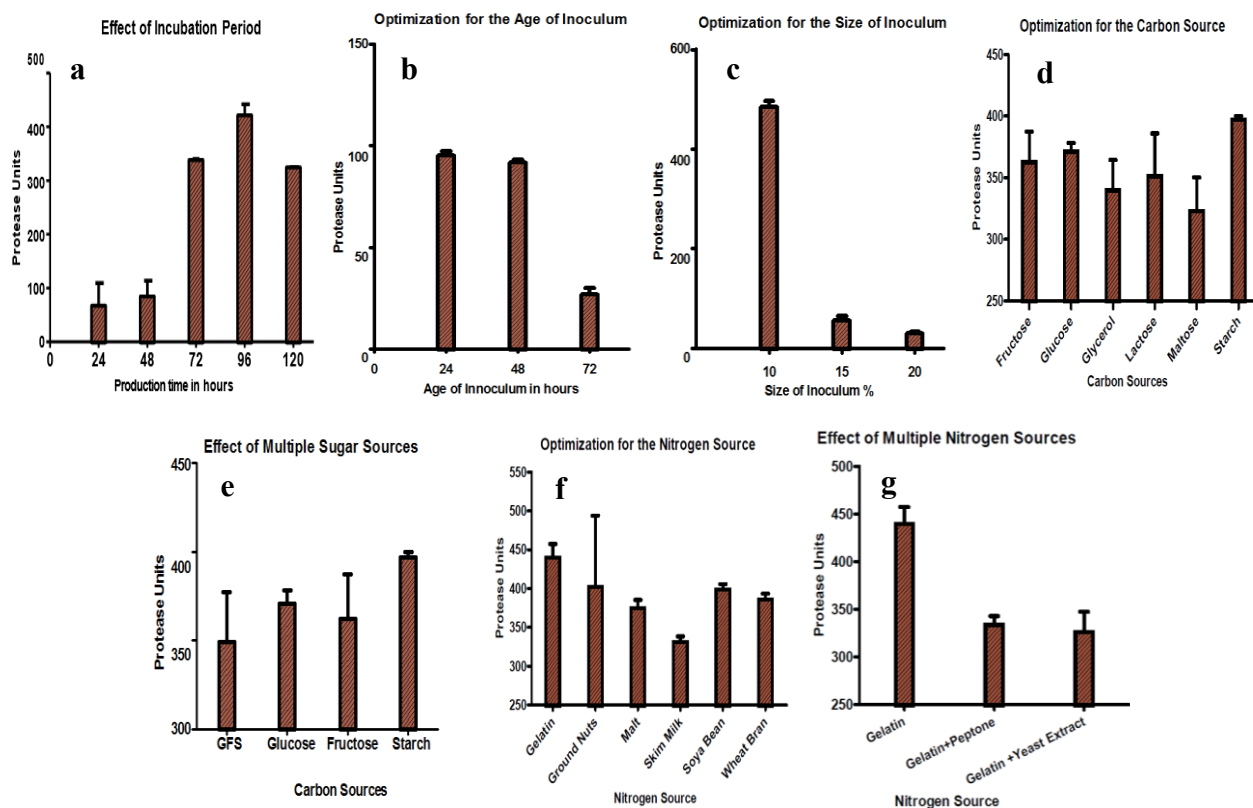 Effect of Incubation Period
a
500
400
300
200
100
0
Protease Units
0 24 48 72 96 120
Production time in hours
Optimization for the Age of Inoculum
b
150
100
50
0
Protease Units
0 24 48 72
Age of Innoculum in hours
Optimization for the Size of Inoculum
c
600
400
200
0
Protease Units
10 15 20
Size of Inoculum %
Optimization for the Carbon Source
d
450
400
350
300
250
Protease Units
Fructose
Glucose
Glycerol
Lactose
Maltose
Starch
Carbon Sources
Effect of Multiple Sugar Sources
e
450
400
350
300
Protease Units
GFS Glucose Fructose Starch
Carbon Sources
Optimization for the Nitrogen Source
f
550
500
450
400
350
300
250
Protease Units
Gelatin
Ground Nuts
Malt
Skim Milk
Soya Bean
Wheat Bran
Nitrogen Source
Effect of Multiple Nitrogen Sources
g
500
450
400
350
300
250
Protease Units
Gelatin
Gelatin+Peptone
Gelatin +Yeast Extract
Nitrogen Source